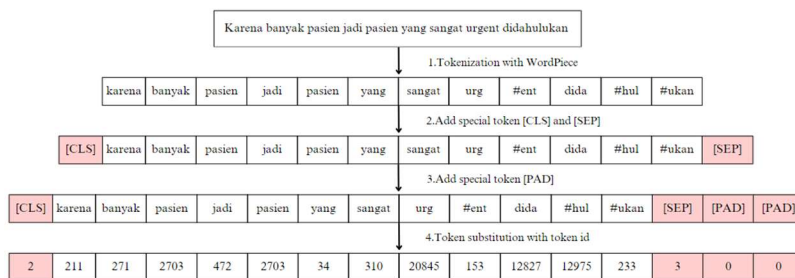 Karena banyak pasien jadi pasien yang sangat urgent didahulukan
1.Tokenization with WordPiece
karena banyak pasien jadi pasien yang sangat urg #ent dida #hul #ukan
2.Add special token [CLS] and [SEP]
[CLS] karena banyak pasien jadi pasien yang sangat urg #ent dida #hul #ukan [SEP]
3.Add special token [PAD]
[CLS] karena banyak pasien jadi pasien yang sangat urg #ent dida #hul #ukan [SEP] [PAD] [PAD]
4.Token substitution with token id
2 211 271 2703 472 2703 34 310 20845 153 12827 12975 233 3 0 0